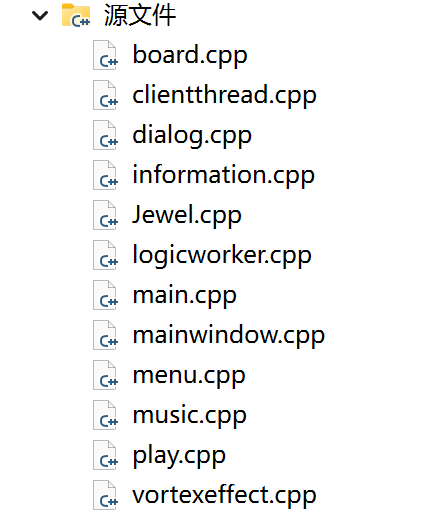 源文件
board.cpp
clientthread.cpp
dialog.cpp
information.cpp
Jewel.cpp
logicworker.cpp
main.cpp
mainwindow.cpp
menu.cpp
music.cpp
play.cpp
vortexeffect.cpp